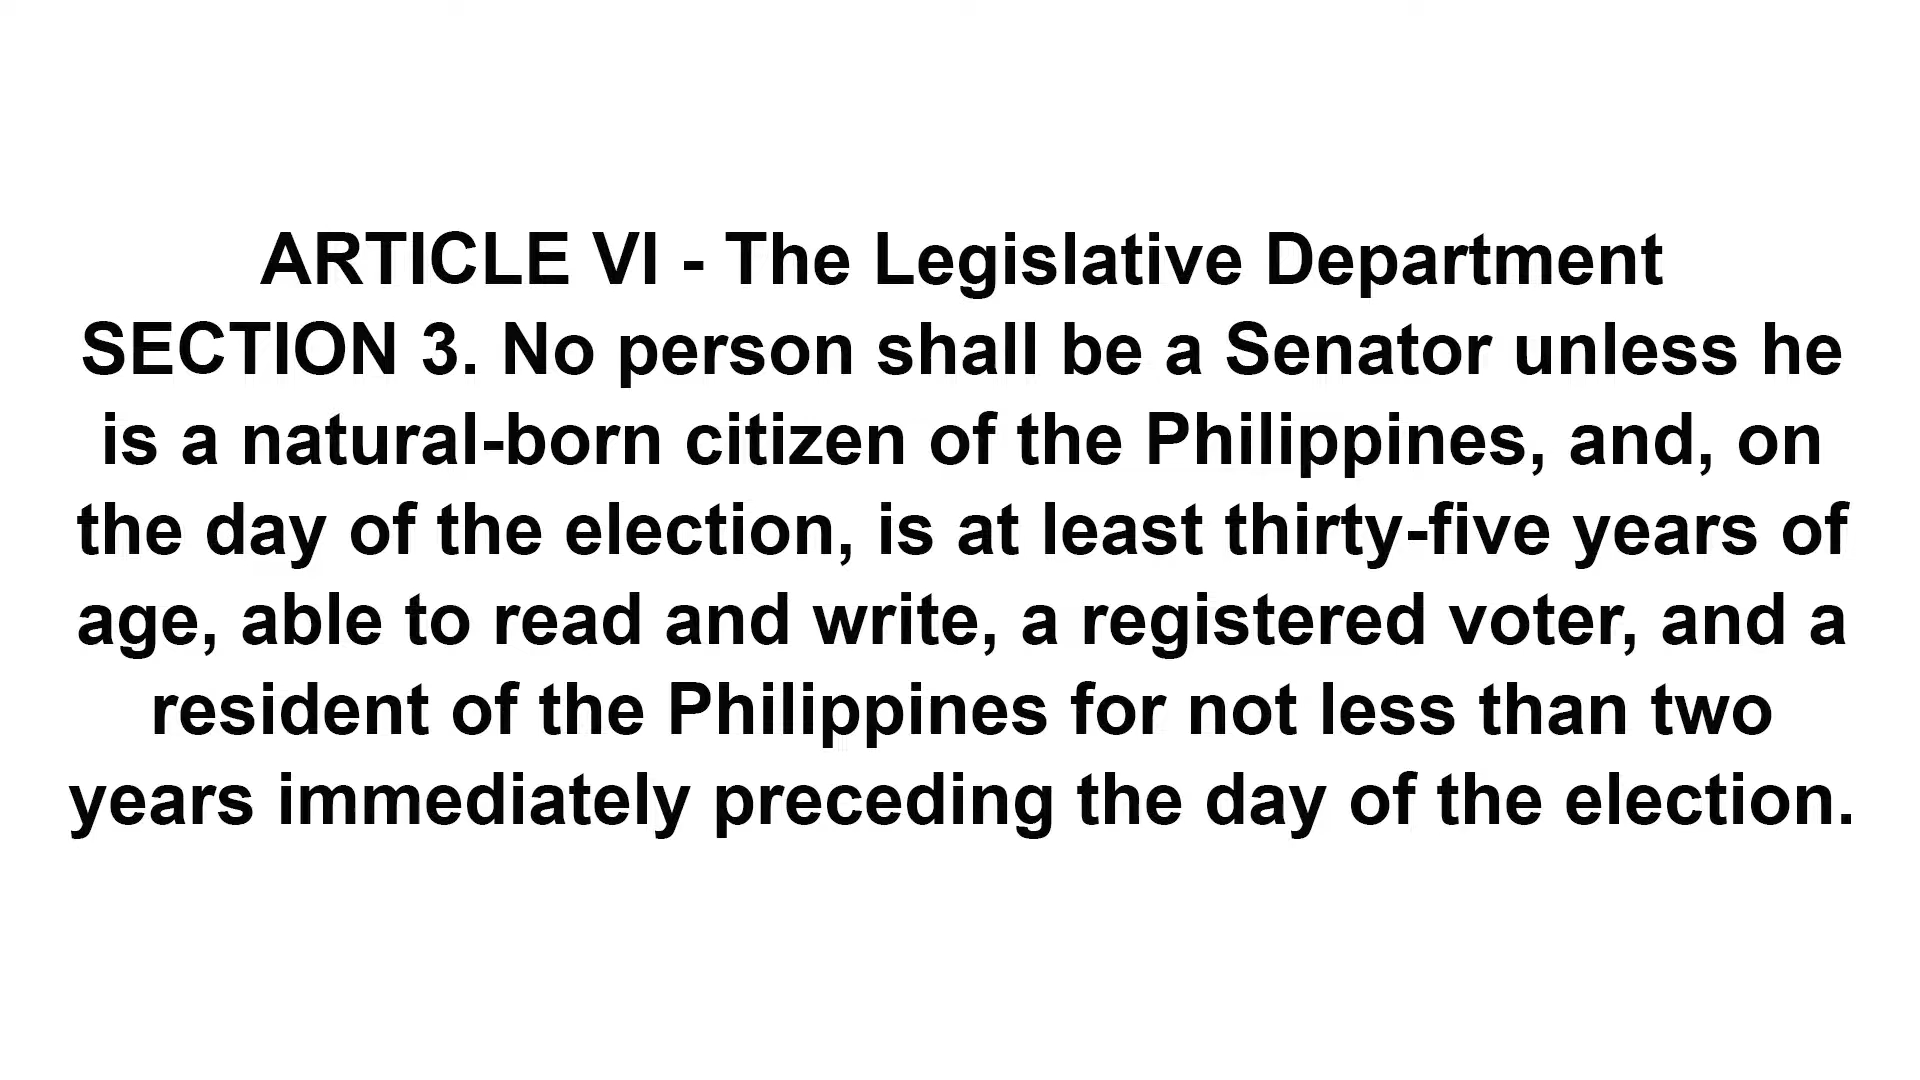 ARTICLE VI - The Legislative Department
SECTION 3. No person shall be a Senator unless he
is a natural-born citizen of the Philippines, and, on
the day of the election, is at least thirty-five years of
age, able to read and write, a registered voter, and a
resident of the Philippines for not less than two
years immediately preceding the day of the election.